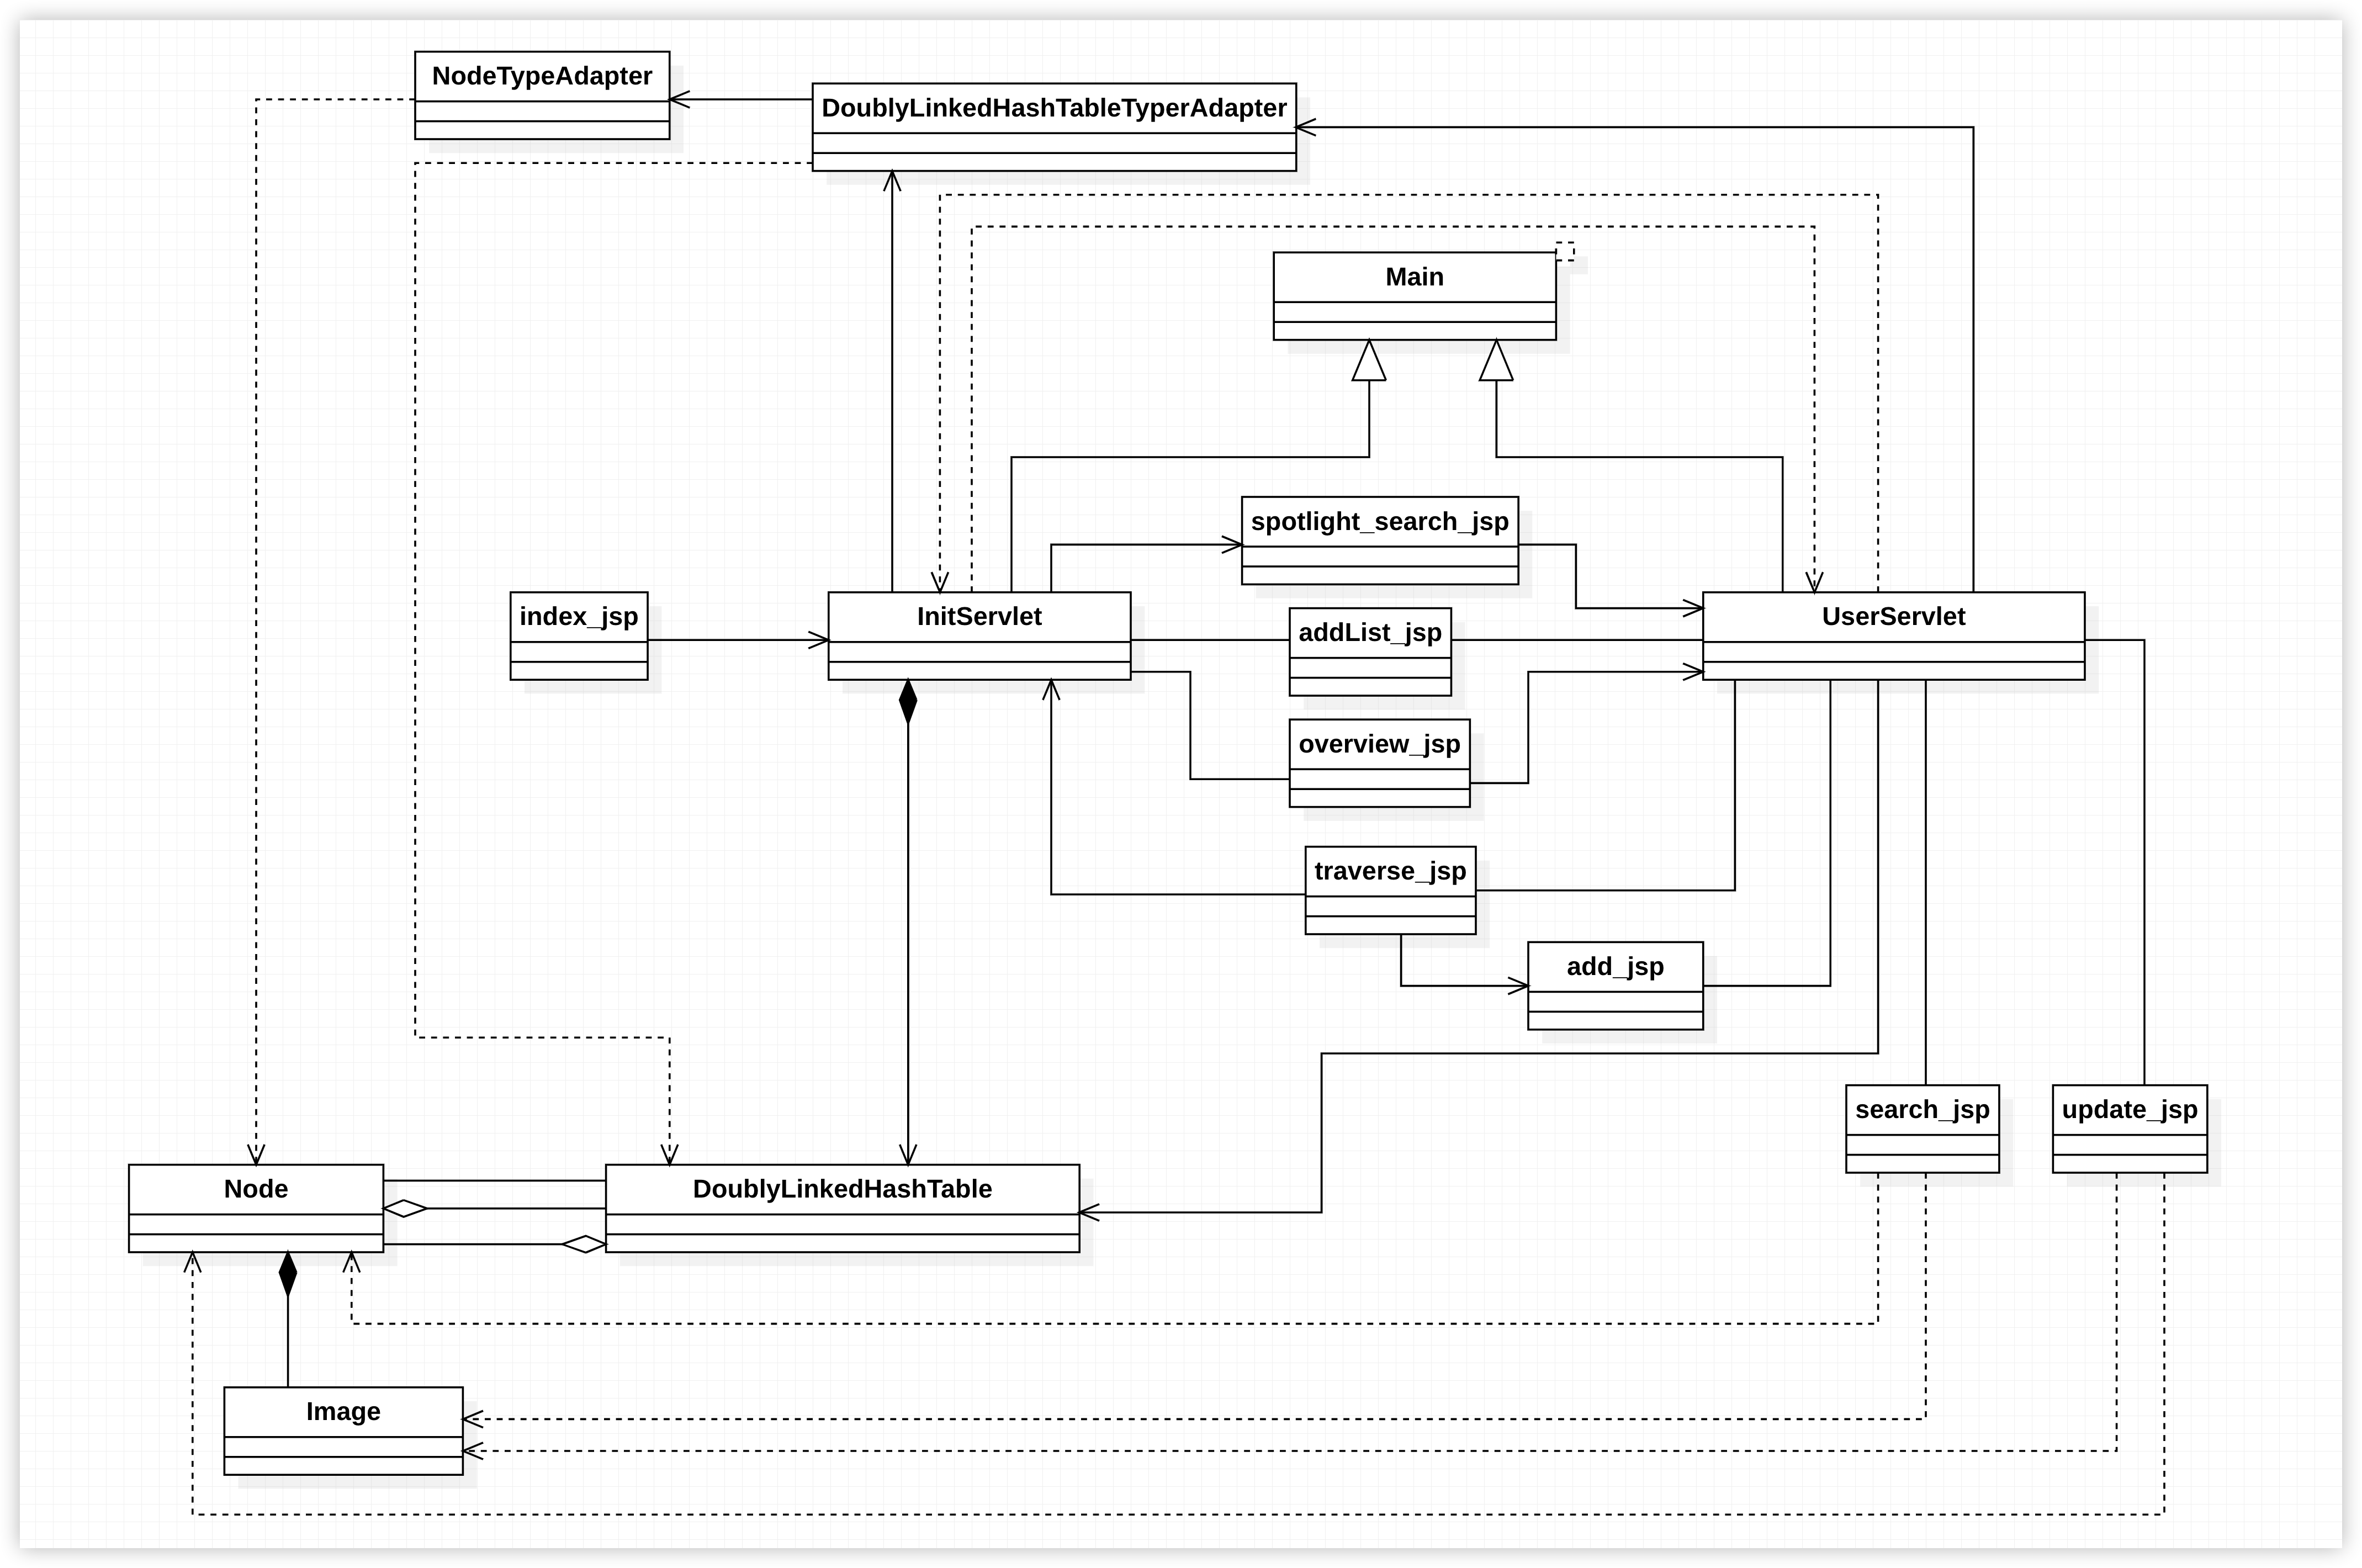 NodeTypeAdapter
DoublyLinkedHashTableTyperAdapter
Main
spotlight_search_jsp
index_jsp
InitServlet
addList_jsp
UserServlet
overview_jsp
traverse_jsp
add_jsp
search_jsp
update_jsp
Node
DoublyLinkedHashTable
Image